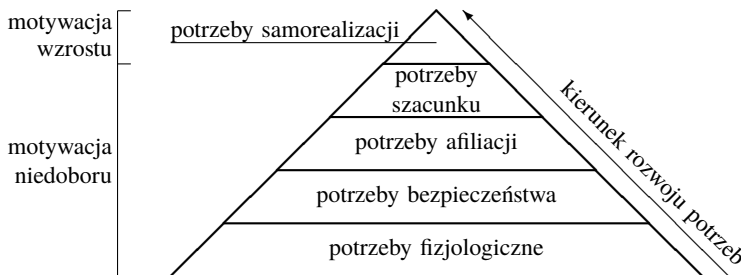 motywacja
wzrostu
potrzeby samorealizacji
potrzeby
szacunku
motywacja
niedoboru
potrzeby afiliacji
potrzeby bezpieczeństwa
potrzeby fizjologiczne
kierunek rozwoju potrzeb